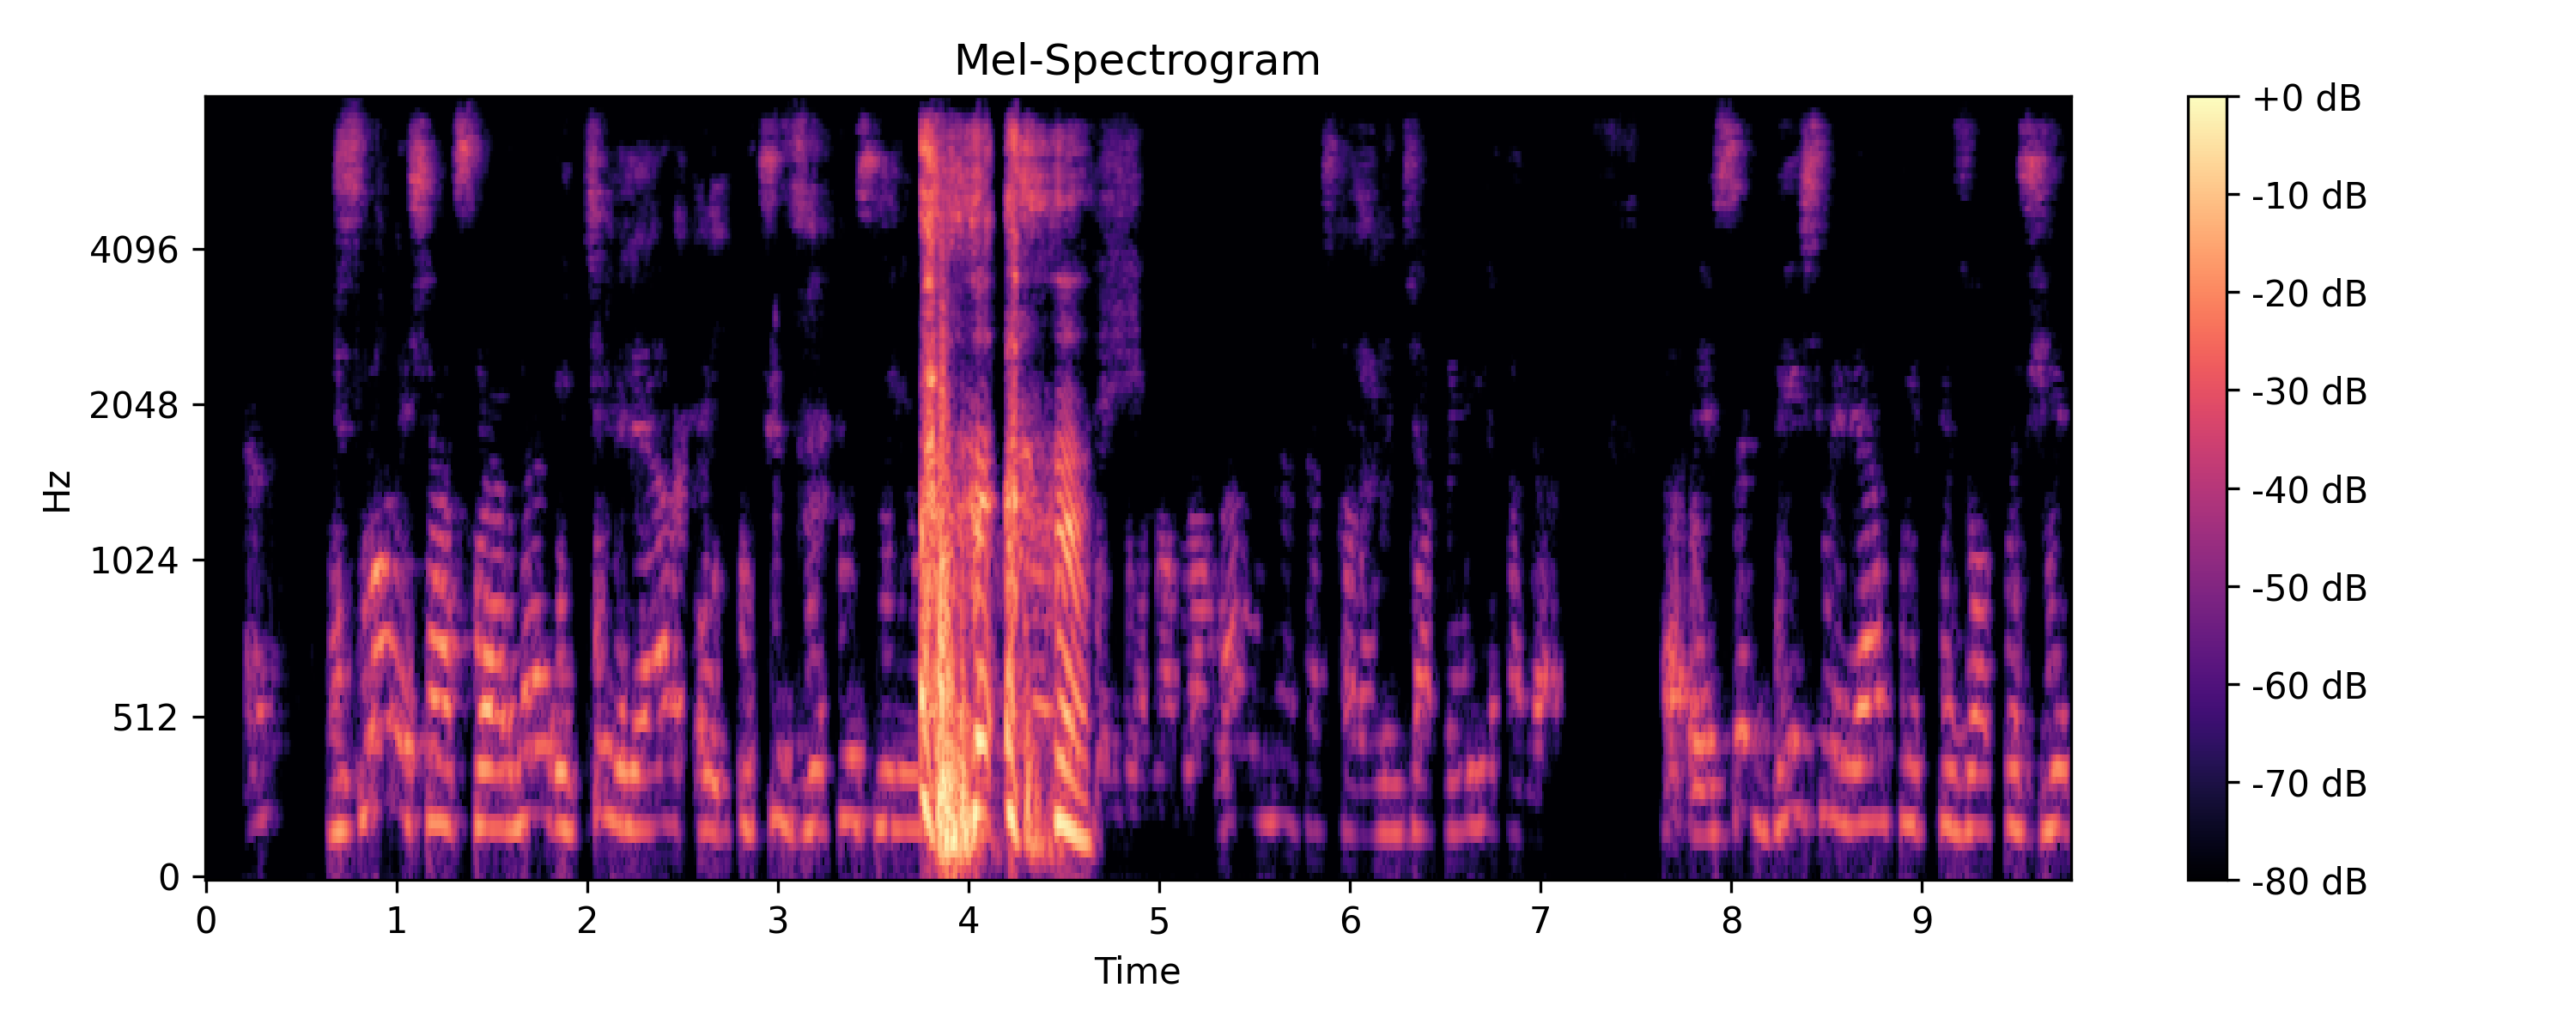 Mel-Spectrogram
+0 dB
-10 dB
-20 dB
-30 dB
-40 dB
-50 dB
-60 dB
-70 dB
-80 dB
4096
2048
1024
512
0
Hz
0 1 2 3 4 5 6 7 8 9
Time